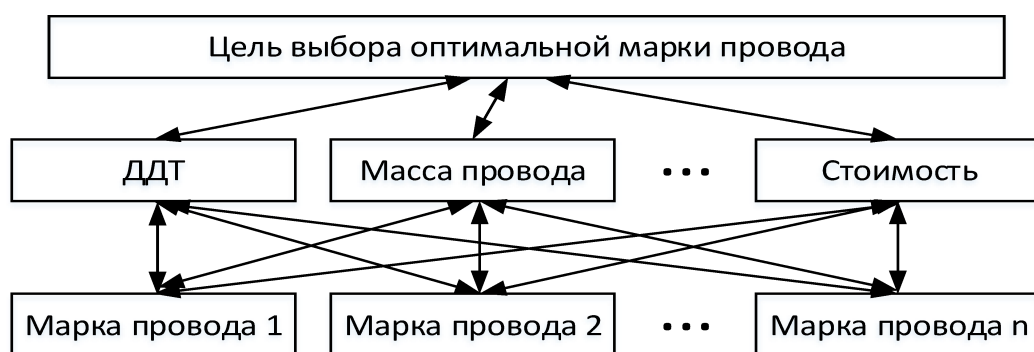 Цель выбора оптимальной марки провода
ДДТ Масса провода ... Стоимость
Марка провода 1 Марка провода 2 ... Марка провода n